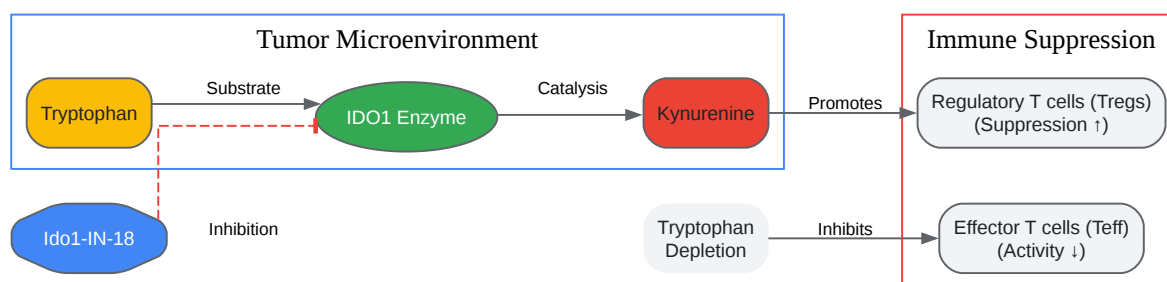 Tumor Microenvironment
Immune Suppression
Tryptophan
Substrate
IDO1 Enzyme
Catalysis
Kynurenine
Promotes
Regulatory T cells (Tregs)
(Suppression ↑)
Ido1-IN-18
Inhibition
Tryptophan
Depletion
Inhibits
Effector T cells (Teff)
(Activity ↓)